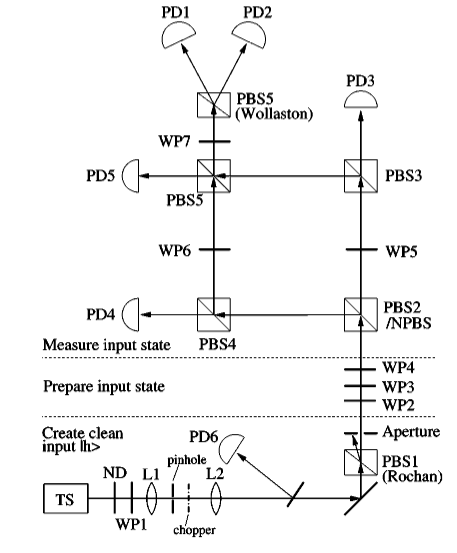 PD1
PD2
PD3
PBS5
(Wollaston)
WP7
PD5
PBS5
PBS3
WP6
WP5
PD4
PBS4
PBS2
/NPBS
Measure input state
WP4
Prepare input state
WP3
WP2
Create clean
input lh>
PD6
Aperture
PBS1
(Rochan)
ND
L1
pinhole
L2
TS
WP1
chopper